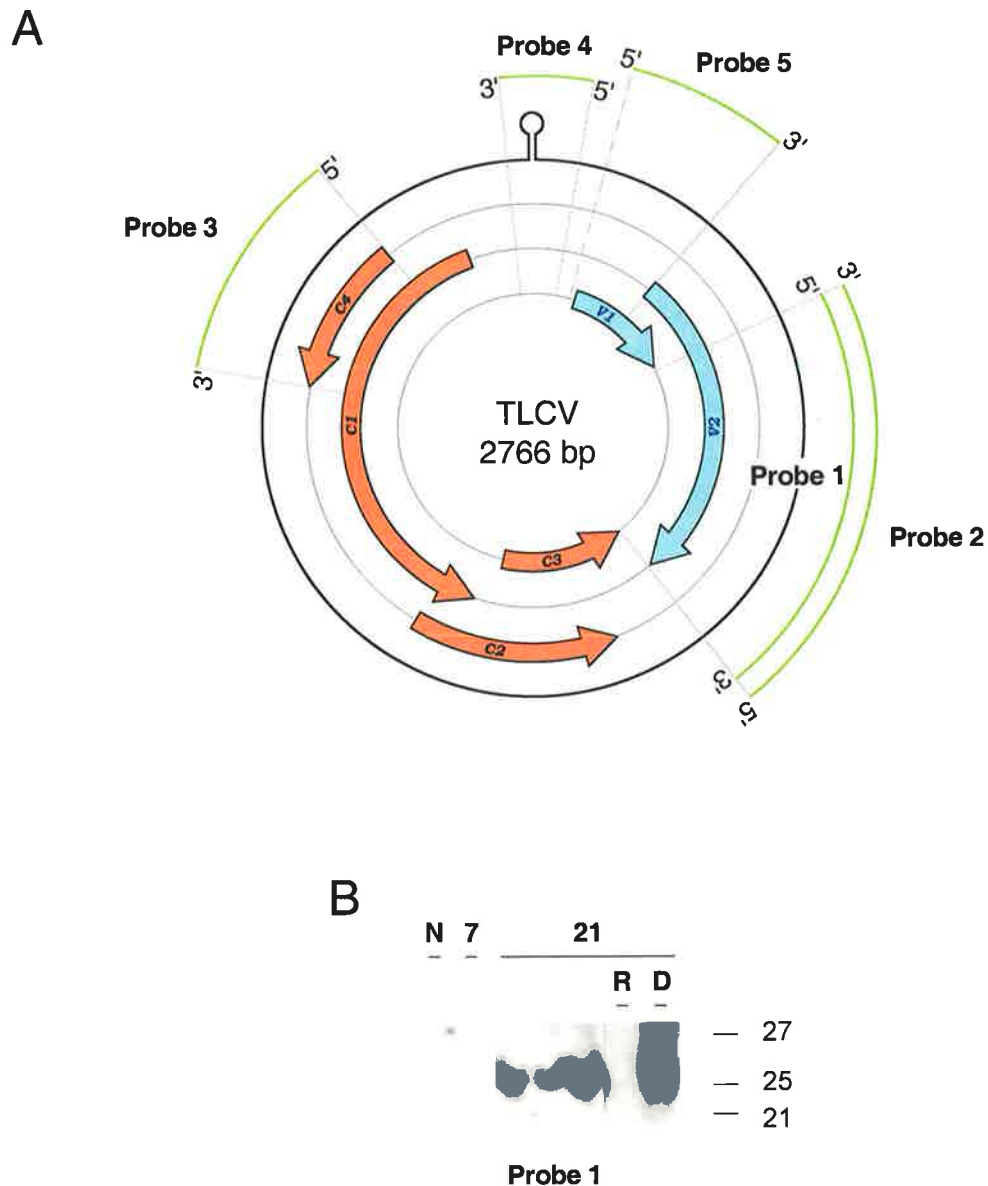 A
Probe 4
3'
5'
5'
Probe 5
3'
5'
Probe 3
3'
C4
C1
V1
V2
TLCV
2766 bp
C3
C2
5'
3'
Probe 1
Probe 2
3'
5'
B
N 7 21
R D
27
25
21
Probe 1